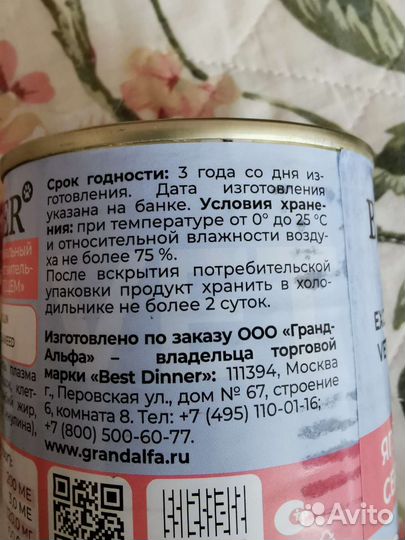 Срок годности: 3 года со дня из-
готовления. Дата изготовления
указана на банке. Условия хране-
ния: при температуре от 0° до 25 °С
и относительной влажности возду-
ха не более 75 %.
После вскрытия потребительской
упаковки продукт хранить в холо-
дильнике не более 2 суток.
Изготовлено по заказу ООО «Гранд-
Альфа» – владельца торговой
марки «Best Dinner»: 111394, Москва
г., Перовская ул., дом № 67, строение
6, комната 8. Тел.: +7 (495) 110-01-16;
+7 (800) 500-60-77.
www.grandalfa.ru
плазма
жир,
Avito